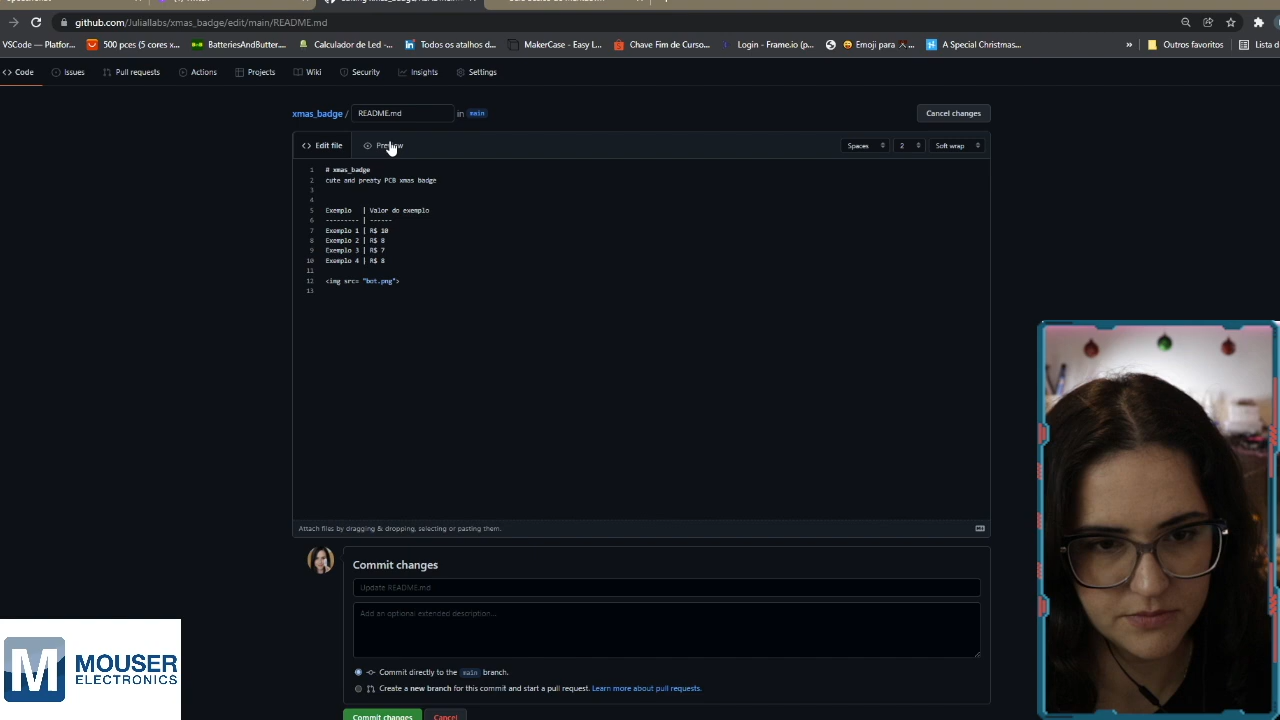 github.com/Juliallabs/xmas_badge/edit/main/README.md
VSCode — Platfor... 500 pces (5 cores x... BatteriesAndButter... Calculador de Led -... Todos os atalhos d... MakerCase - Easy L... Chave Fim de Curso... Login - Frame.io (p... Emoji para A Special Christmas... » Outros favoritos Lista d
<> Code Issues Pull requests Actions Projects Wiki Security Insights Settings
xmas_badge / README.md in main Cancel changes
<> Edit file Preview Spaces 2 Soft wrap
1 # xmas_badge
2 cute and preaty PCB xmas badge
3
4
5 Exemplo | Valor do exemplo
6 --------- | ------
7 Exemplo 1 | R$ 10
8 Exemplo 2 | R$ 8
9 Exemplo 3 | R$ 7
10 Exemplo 4 | R$ 8
11
12 <img src= "bot.png">
13
Attach files by dragging & dropping, selecting or pasting them.
Commit changes
Update README.md
Add an optional extended description...
Commit directly to the main branch.
Create a new branch for this commit and start a pull request. Learn more about pull requests.
Commit changes Cancel
M MOUSER
ELECTRONICS